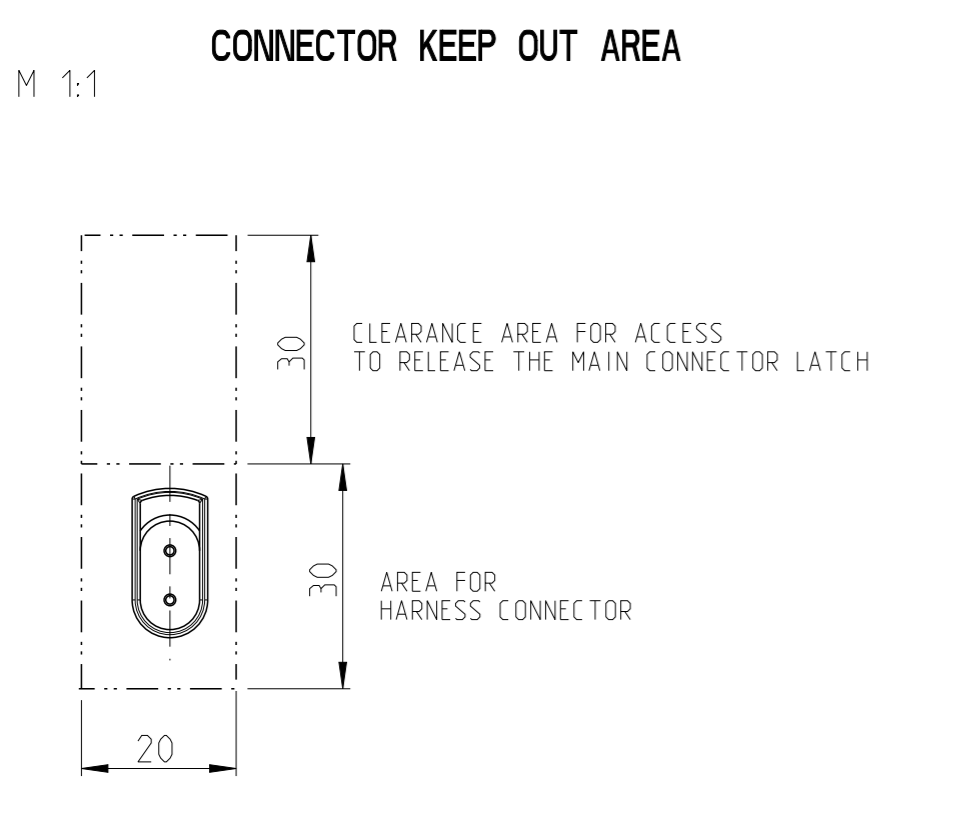 CONNECTOR KEEP OUT AREA
M 1:1
30
CLEARANCE AREA FOR ACCESS
TO RELEASE THE MAIN CONNECTOR LATCH
30
AREA FOR
HARNESS CONNECTOR
20